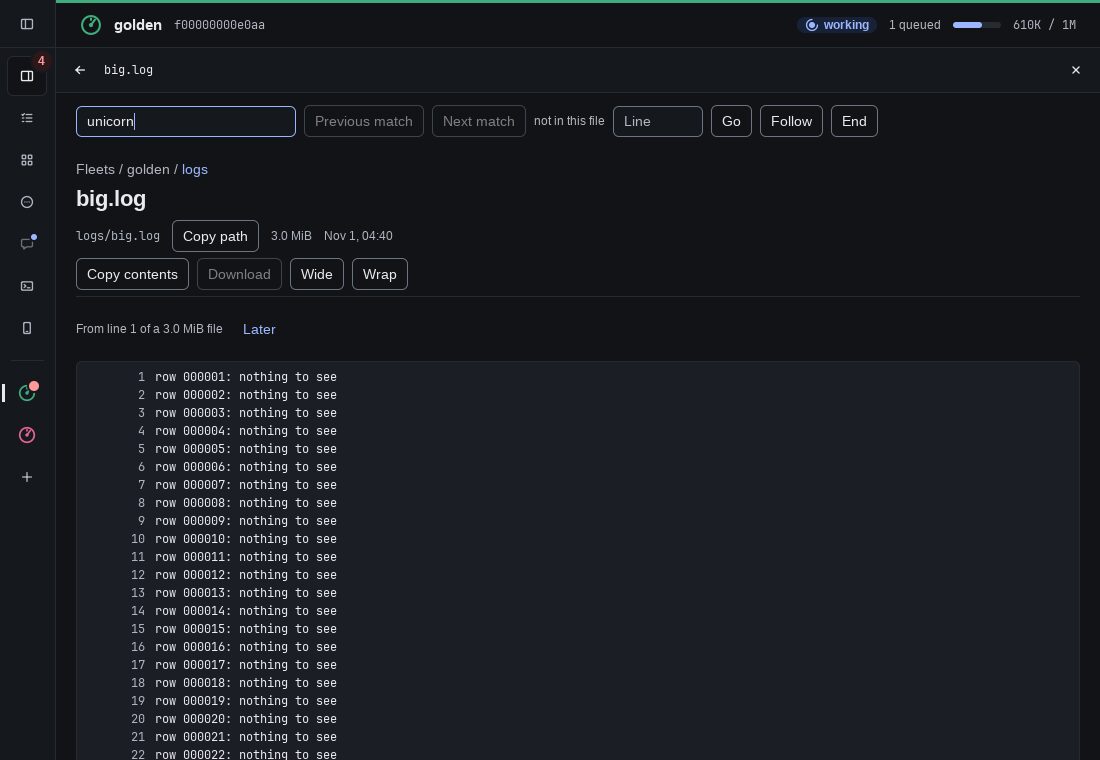 golden f00000000e0aa working 1 queued 610K / 1M
4
big.log
unicorn Previous match Next match not in this file Line Go Follow End
Fleets / golden / logs
big.log
logs/big.log Copy path 3.0 MiB Nov 1, 04:40
Copy contents Download Wide Wrap
From line 1 of a 3.0 MiB file Later
1 row 000001: nothing to see
2 row 000002: nothing to see
3 row 000003: nothing to see
4 row 000004: nothing to see
5 row 000005: nothing to see
6 row 000006: nothing to see
7 row 000007: nothing to see
8 row 000008: nothing to see
9 row 000009: nothing to see
10 row 000010: nothing to see
11 row 000011: nothing to see
12 row 000012: nothing to see
13 row 000013: nothing to see
14 row 000014: nothing to see
15 row 000015: nothing to see
16 row 000016: nothing to see
17 row 000017: nothing to see
18 row 000018: nothing to see
19 row 000019: nothing to see
20 row 000020: nothing to see
21 row 000021: nothing to see
22 row 000022: nothing to see